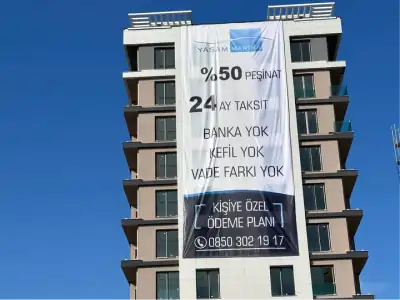 YAŞAM
%50 PEŞİNAT
24 AY TAKSİT
BANKA YOK
KEFİL YOK
VADE FARKI YOK
KİŞİYE ÖZEL
ÖDEME PLANI
0850 302 19 17